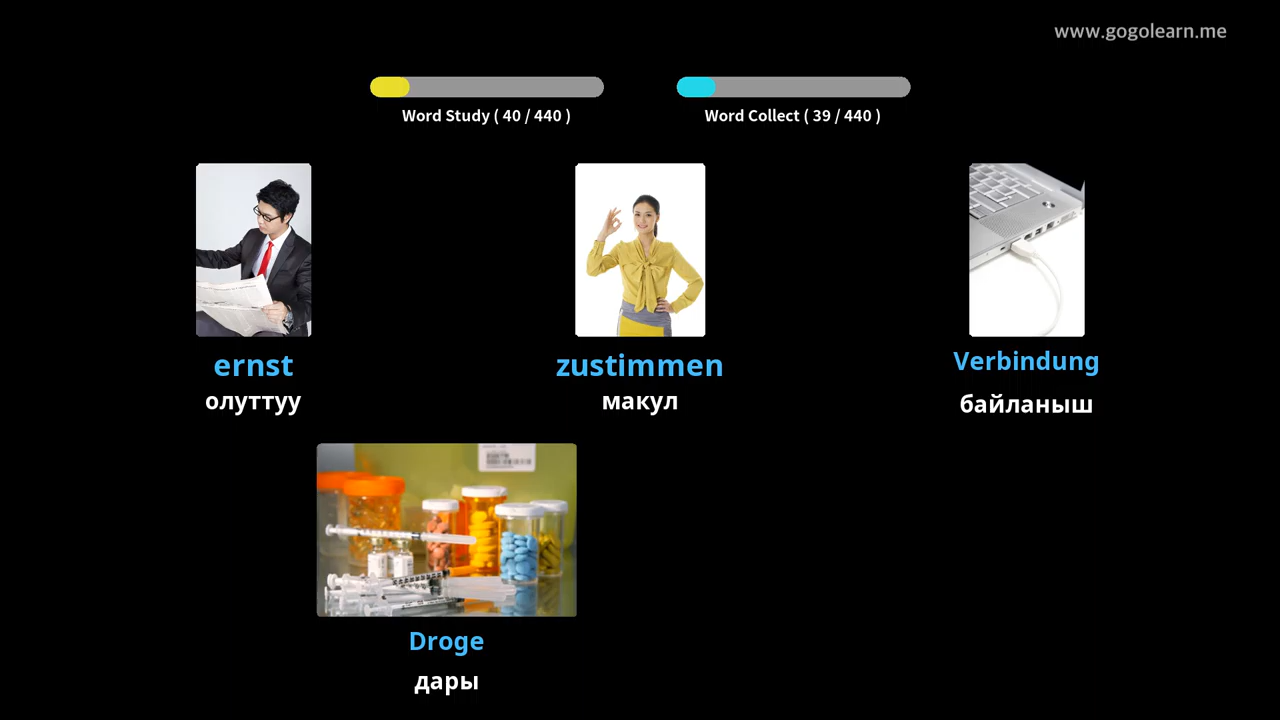 www.gogolearn.me
Word Study ( 40 / 440 )
Word Collect ( 39 / 440 )
ernst
олуттуу
zustimmen
макул
Verbindung
байланыш
Droge
дары